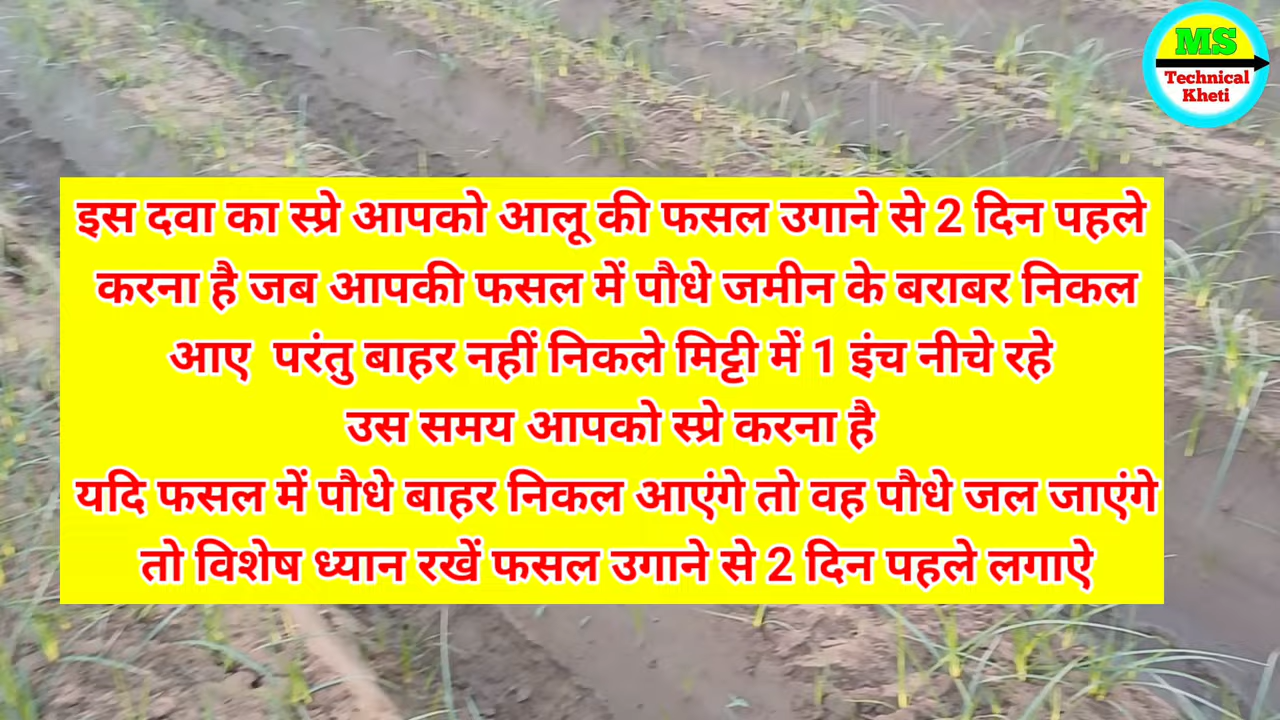 MS
Technical
Kheti
इस दवा का स्प्रे आपको आलू की फसल उगाने से 2 दिन पहले
करना है जब आपकी फसल में पौधे जमीन के बराबर निकल
आए परंतु बाहर नहीं निकले मिट्टी में 1 इंच नीचे रहे
उस समय आपको स्प्रे करना है
यदि फसल में पौधे बाहर निकल आएंगे तो वह पौधे जल जाएंगे
तो विशेष ध्यान रखें फसल उगाने से 2 दिन पहले लगाऐ